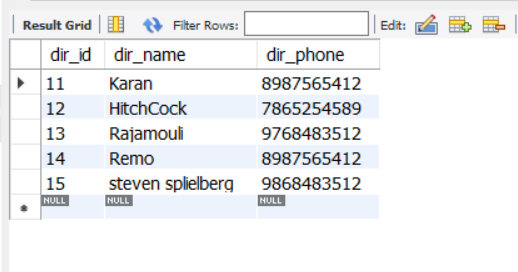 Result Grid Filter Rows: Edit:
dir_id dir_name dir_phone
11 Karan 8987565412
12 HitchCock 7865254589
13 Rajamouli 9768483512
14 Remo 8987565412
15 steven splielberg 9868483512
NULL NULL NULL